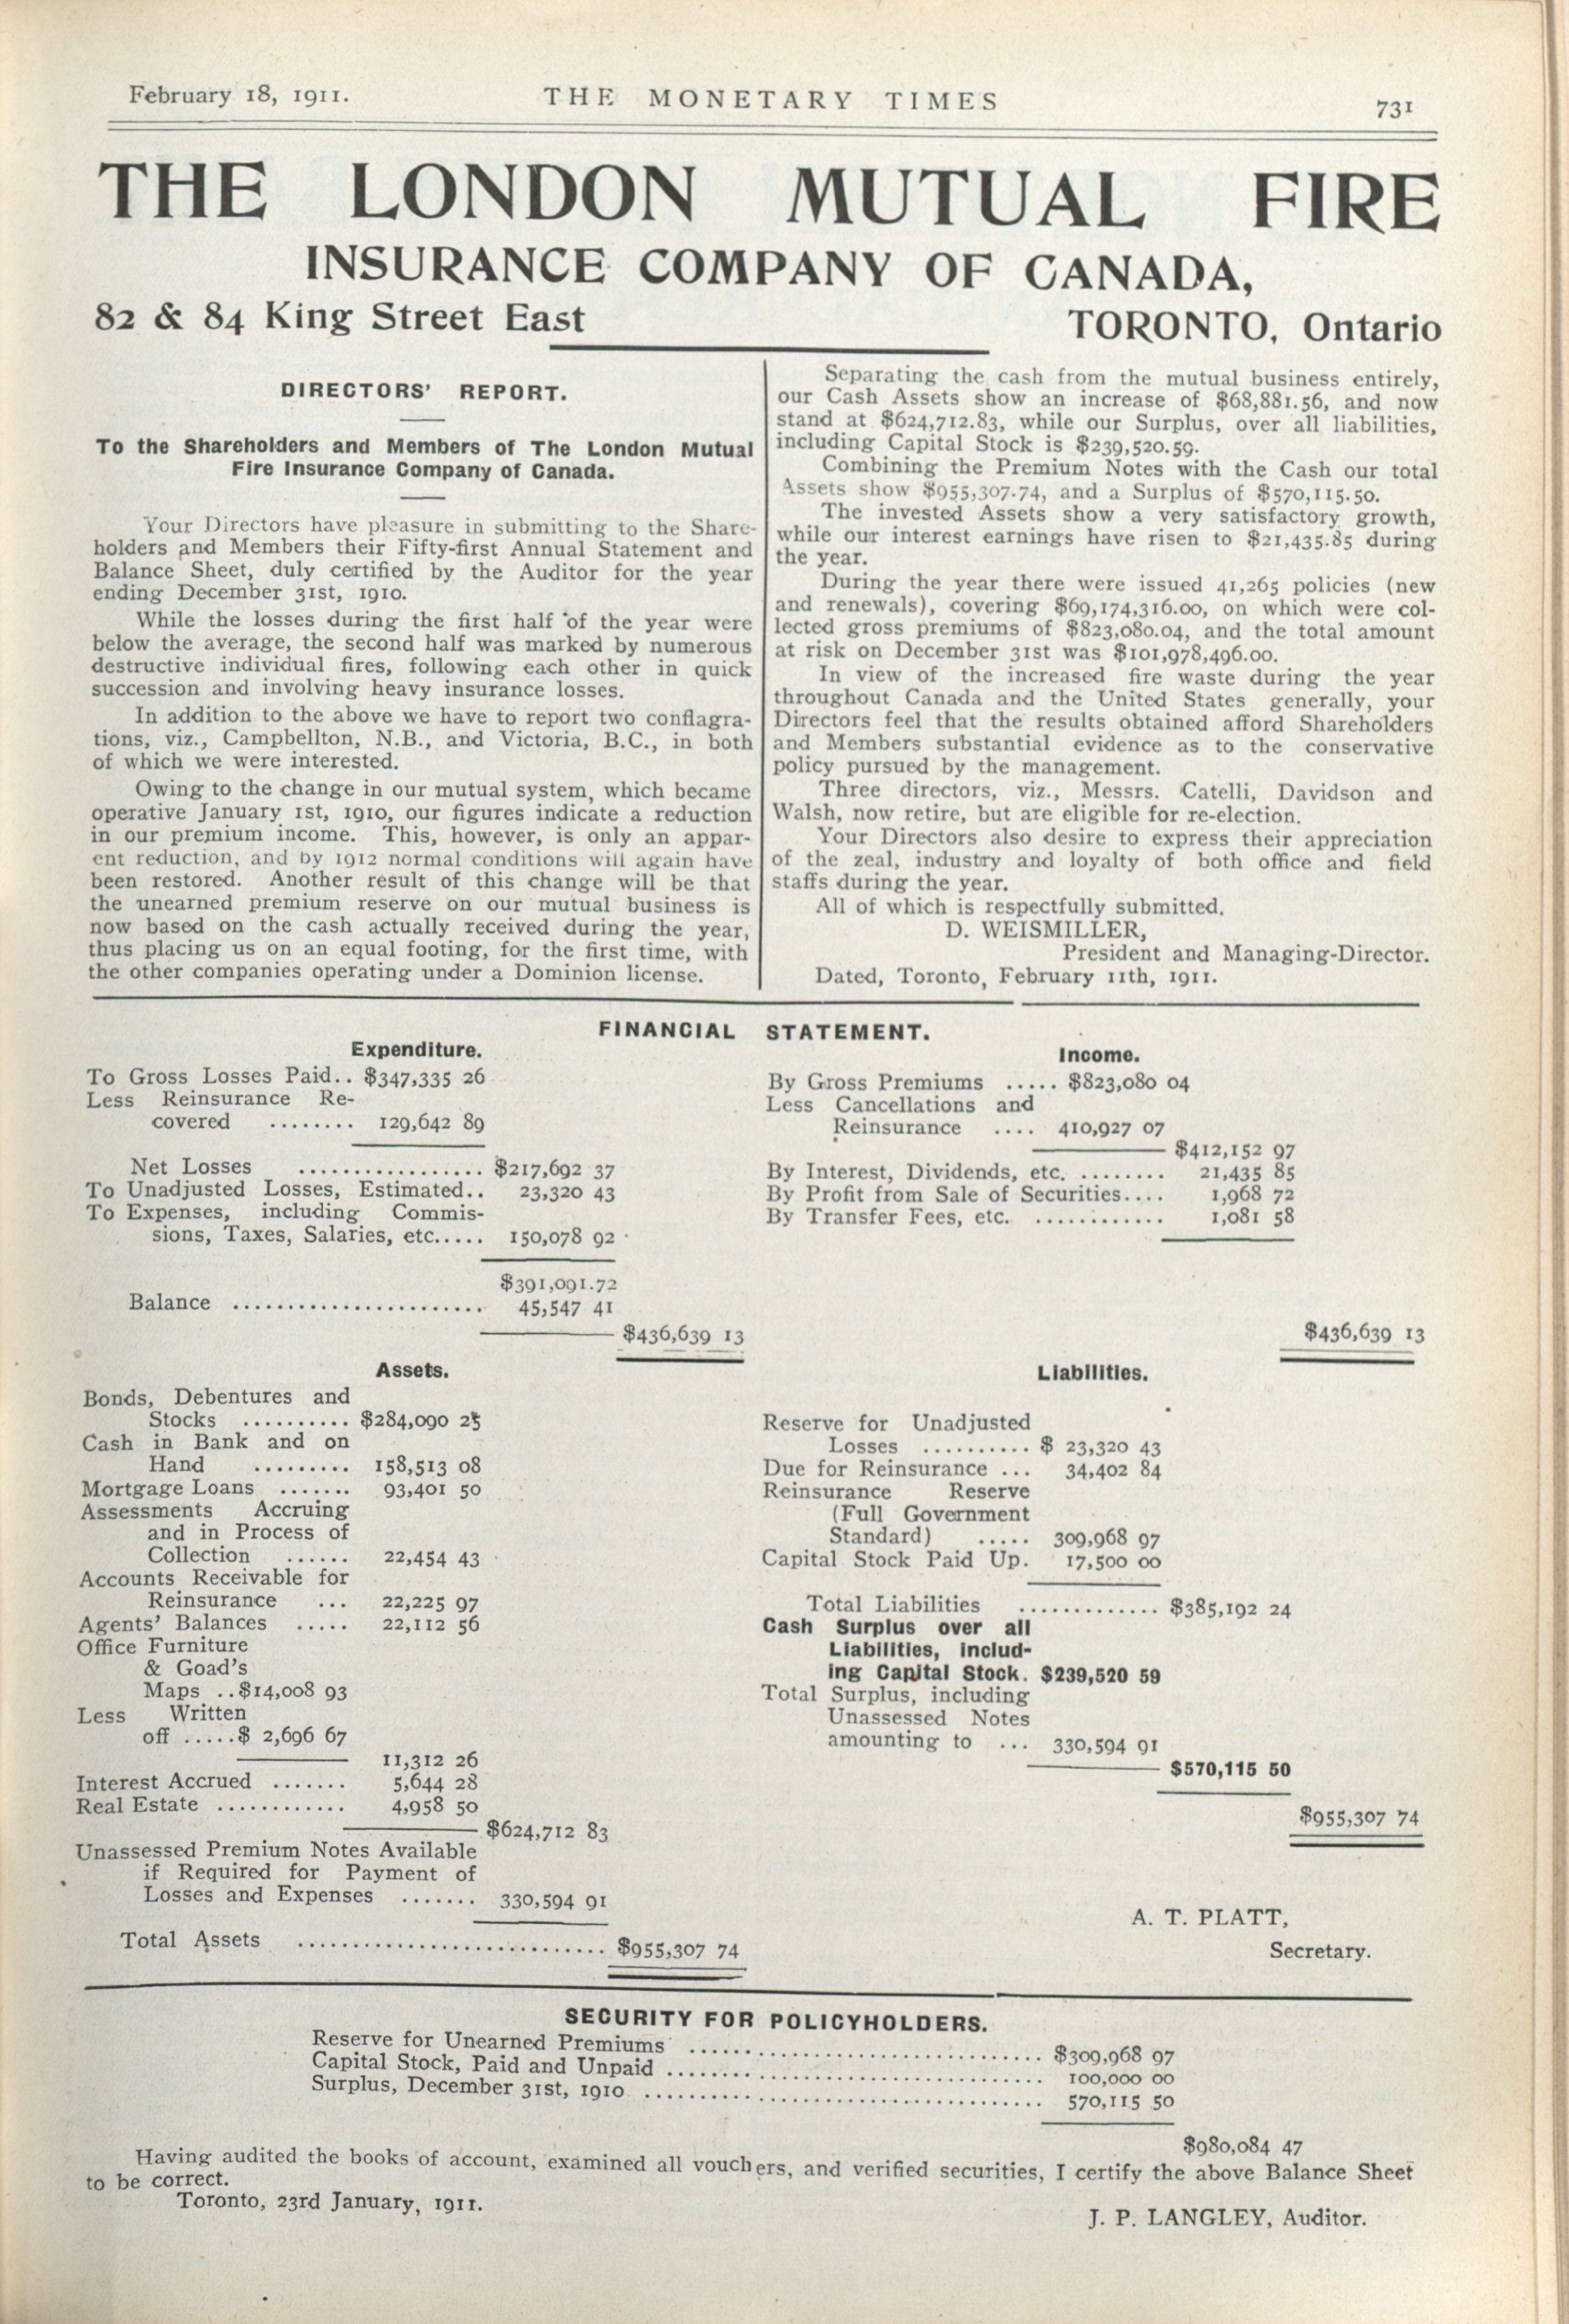 February 18, 1911.
THE MONETARY TIMES
731
THE LONDON MUTUAL FIRE
INSURANCE COMPANY OF CANADA,
82 & 84 King Street East
TORONTO, Ontario
DIRECTORS' REPORT.
To the Shareholders and Members of The London Mutual
Fire Insurance Company of Canada.
Your Directors have pleasure in submitting to the Share-
holders and Members their Fifty-first Annual Statement and
Balance Sheet, duly certified by the Auditor for the year
ending December 31st, 1910.
While the losses during the first half of the year were
below the average, the second half was marked by numerous
destructive individual fires, following each other in quick
succession and involving heavy insurance losses.
In addition to the above we have to report two conflagra-
tions, viz., Campbellton, N.B., and Victoria, B.C., in both
of which we were interested.
Owing to the change in our mutual system, which became
operative January 1st, 1910, our figures indicate a reduction
in our premium income. This, however, is only an appar-
ent reduction, and by 1912 normal conditions will again have
been restored. Another result of this change will be that
the unearned premium reserve on our mutual business is
now based on the cash actually received during the year,
thus placing us on an equal footing, for the first time, with
the other companies operating under a Dominion license.
Separating the cash from the mutual business entirely,
our Cash Assets show an increase of $68,881.56, and now
stand at $624,712.83, while our Surplus, over all liabilities,
including Capital Stock is $239,520.59.
Combining the Premium Notes with the Cash our total
Assets show $955,307.74, and a Surplus of $570,115.50.
The invested Assets show a very satisfactory growth,
while our interest earnings have risen to $21,435.85 during
the year.
During the year there were issued 41,265 policies (new
and renewals), covering $69,174,316.00, on which were col-
lected gross premiums of $823,080.04, and the total amount
at risk on December 31st was $101,978,496.00.
In view of the increased fire waste during the year
throughout Canada and the United States generally, your
Directors feel that the results obtained afford Shareholders
and Members substantial evidence as to the conservative
policy pursued by the management.
Three directors, viz., Messrs. Catelli, Davidson and
Walsh, now retire, but are eligible for re-election.
Your Directors also desire to express their appreciation
of the zeal, industry and loyalty of both office and field
staffs during the year.
All of which is respectfully submitted.
D. WEISMILLER,
President and Managing-Director.
Dated, Toronto, February 11th, 1911.
FINANCIAL STATEMENT.
Expenditure.
To Gross Losses Paid.. $347,335 26
Less Reinsurance Re-
covered ........ 129,642 89
Net Losses ................. $217,692 37
To Unadjusted Losses, Estimated.. 23,320 43
To Expenses, including Commis-
sions, Taxes, Salaries, etc..... 150,078 92
$391,091.72
Balance ....................... 45,547 41
$436,639 13
Income.
By Gross Premiums ..... $823,080 04
Less Cancellations and
Reinsurance .... 410,927 07
$412,152 97
By Interest, Dividends, etc. ........ 21,435 85
By Profit from Sale of Securities.... 1,968 72
By Transfer Fees, etc. ............ 1,081 58
$436,639 13
Assets.
Bonds, Debentures and
Stocks .......... $284,090 25
Cash in Bank and on
Hand ......... 158,513 08
Mortgage Loans ....... 93,401 50
Assessments Accruing
and in Process of
Collection ...... 22,454 43
Accounts Receivable for
Reinsurance ... 22,225 97
Agents' Balances ..... 22,112 56
Office Furniture
& Goad's
Maps ..$14,008 93
Less Written
off .....$ 2,696 67
11,312 26
Interest Accrued ....... 5,644 28
Real Estate ............ 4,958 50
$624,712 83
Unassessed Premium Notes Available
if Required for Payment of
Losses and Expenses ....... 330,594 91
Total Assets ............................ $955,307 74
Liabilities.
Reserve for Unadjusted
Losses .......... $ 23,320 43
Due for Reinsurance ... 34,402 84
Reinsurance Reserve
(Full Government
Standard) ..... 309,968 97
Capital Stock Paid Up. 17,500 00
Total Liabilities ............. $385,192 24
Cash Surplus over all
Liabilities, includ-
ing Capital Stock. $239,520 59
Total Surplus, including
Unassessed Notes
amounting to ... 330,594 91
$570,115 50
$955,307 74
A. T. PLATT,
Secretary.
SECURITY FOR POLICYHOLDERS.
Reserve for Unearned Premiums ................................. $309,968 97
Capital Stock, Paid and Unpaid ................................... 100,000 00
Surplus, December 31st, 1910 ..................................... 570,115 50
$980,084 47
Having audited the books of account, examined all vouchers, and verified securities, I certify the above Balance Sheet
to be correct.
Toronto, 23rd January, 1911.
J. P. LANGLEY, Auditor.